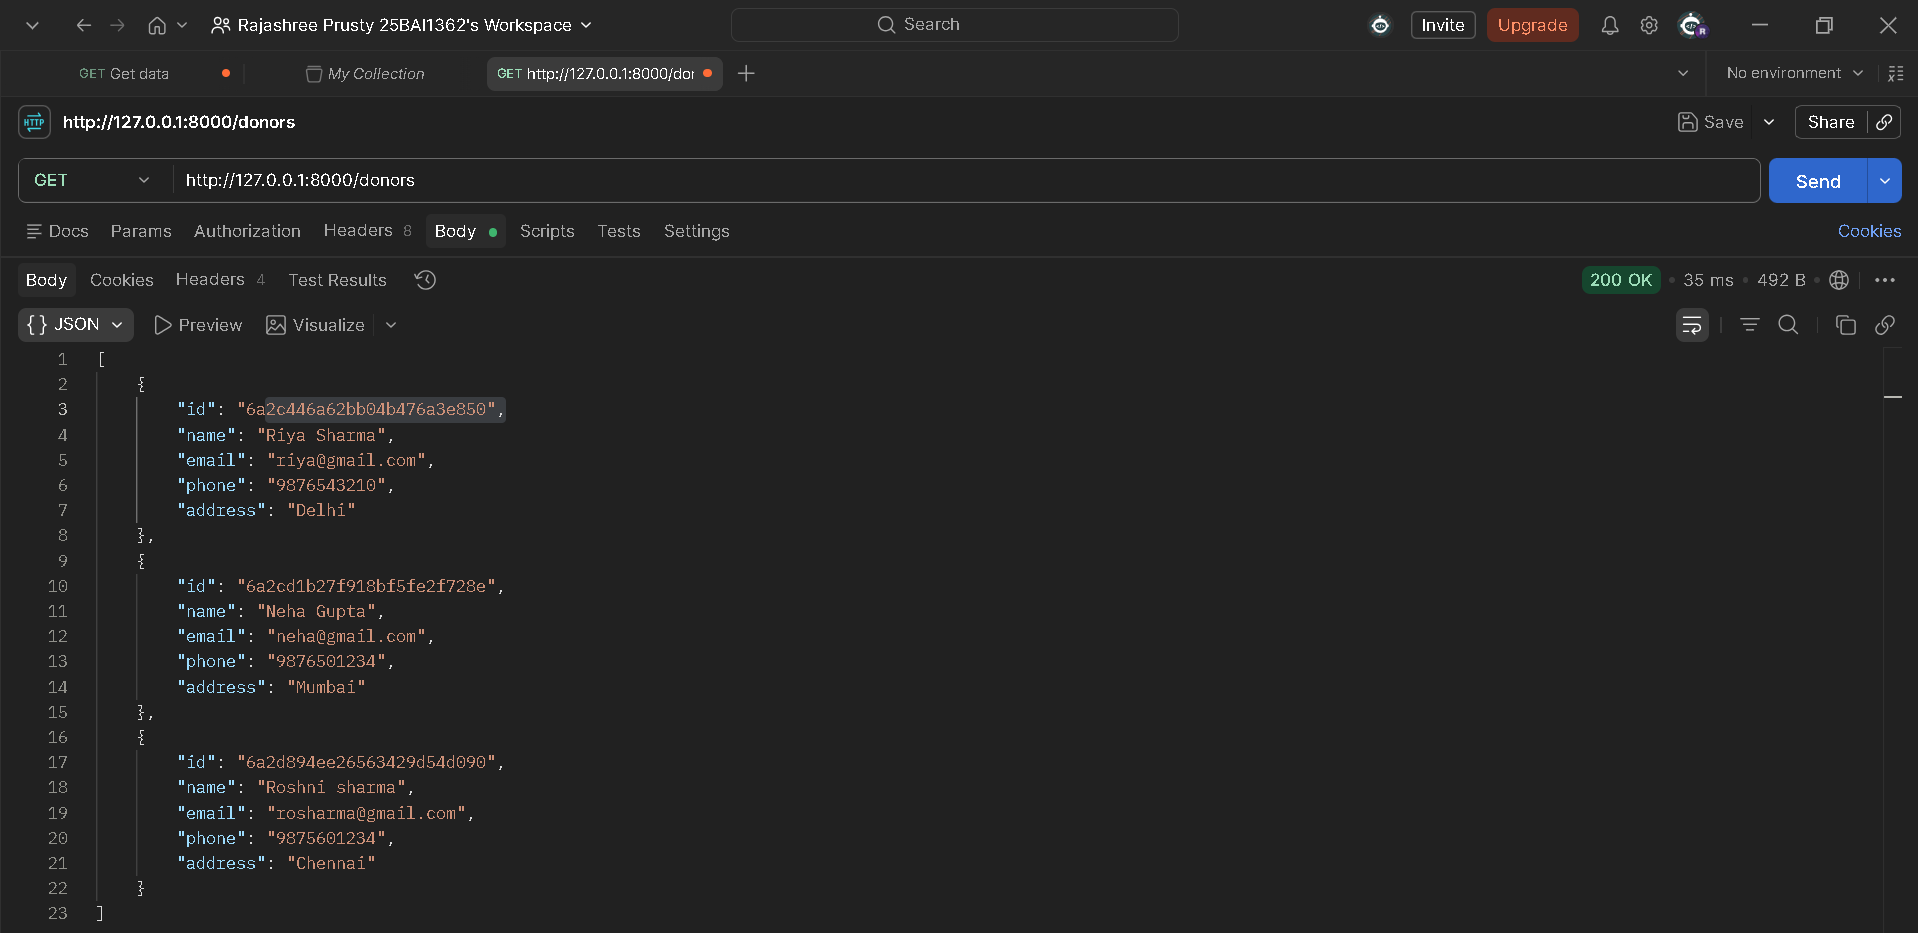 Rajashree Prusty 25BAI1362's Workspace Search Invite Upgrade
GET Get data My Collection GET http://127.0.0.1:8000/dor No environment
HTTP http://127.0.0.1:8000/donors Save Share
GET http://127.0.0.1:8000/donors Send
Docs Params Authorization Headers 8 Body Scripts Tests Settings Cookies
Body Cookies Headers 4 Test Results 200 OK • 35 ms • 492 B •
{} JSON Preview Visualize
1 [
2 {
3 "id": "6a2c446a62bb04b476a3e850",
4 "name": "Riya Sharma",
5 "email": "riya@gmail.com",
6 "phone": "9876543210",
7 "address": "Delhi"
8 },
9 {
10 "id": "6a2cd1b27f918bf5fe2f728e",
11 "name": "Neha Gupta",
12 "email": "neha@gmail.com",
13 "phone": "9876501234",
14 "address": "Mumbai"
15 },
16 {
17 "id": "6a2d894ee26563429d54d090",
18 "name": "Roshni sharma",
19 "email": "rosharma@gmail.com",
20 "phone": "9875601234",
21 "address": "Chennai"
22 }
23 ]